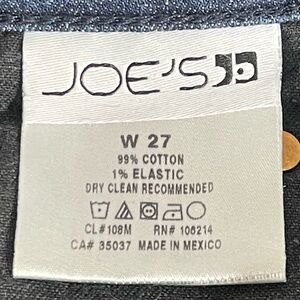 JOE'S
W 27
99% COTTON
1% ELASTIC
DRY CLEAN RECOMMENDED
CL#108M RN# 106214
CA# 35037 MADE IN MEXICO